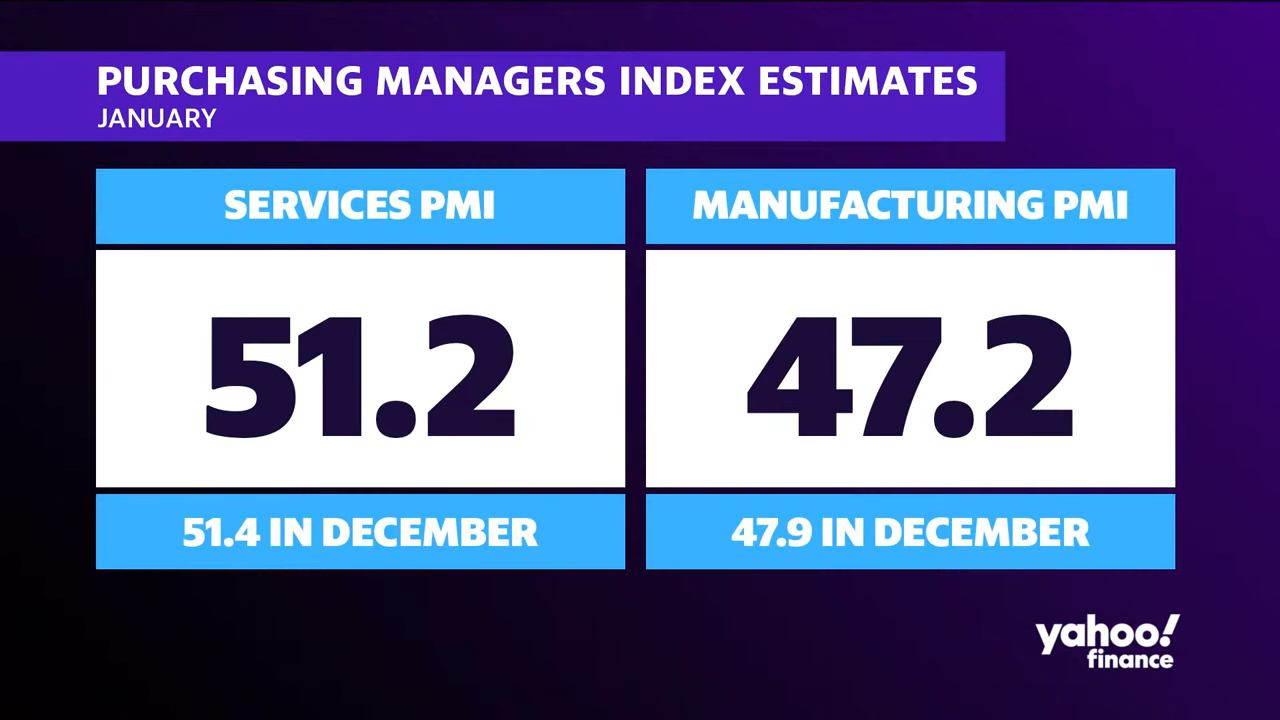 PURCHASING MANAGERS INDEX ESTIMATES
JANUARY
SERVICES PMI
51.2
51.4 IN DECEMBER
MANUFACTURING PMI
47.2
47.9 IN DECEMBER
yahoo!
finance